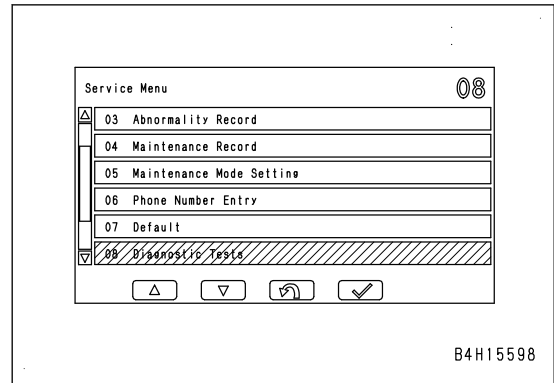 Service Menu 08
03 Abnormality Record
04 Maintenance Record
05 Maintenance Mode Setting
06 Phone Number Entry
07 Default
08 Diagnostic Tests
B4H15598